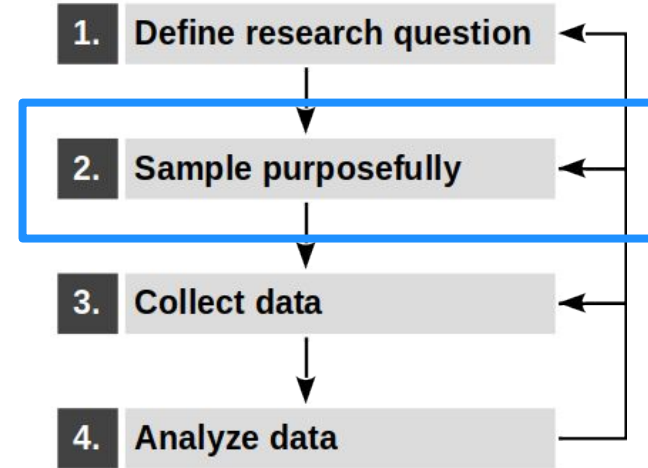 1. Define research question
2. Sample purposefully
3. Collect data
4. Analyze data